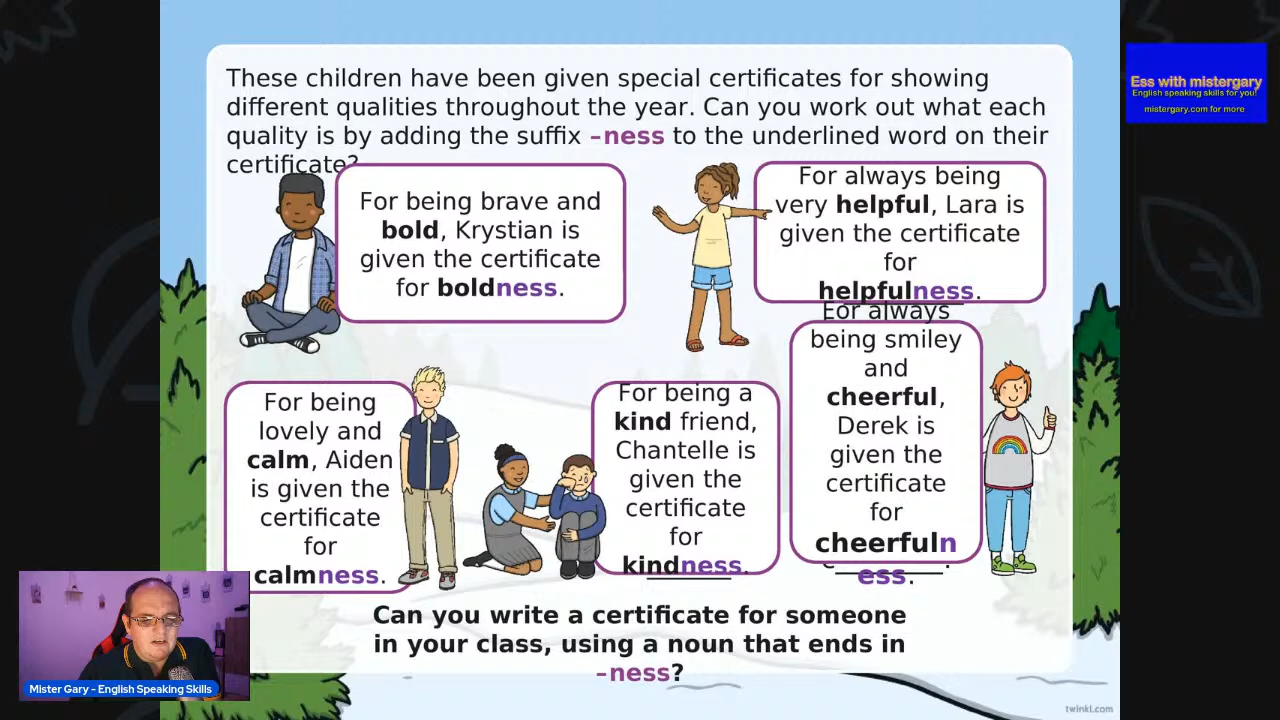 These children have been given special certificates for showing
different qualities throughout the year. Can you work out what each
quality is by adding the suffix –ness to the underlined word on their
certificate?
For being brave and
bold, Krystian is
given the certificate
for boldness.
For always being
very helpful, Lara is
given the certificate
for
helpfulness.
For being
lovely and
calm, Aiden
is given the
certificate
for
calmness.
For being a
kind friend,
Chantelle is
given the
certificate
for
kindness.
For always
being smiley
and
cheerful,
Derek is
given the
certificate
for
cheerfuln
ess.
Can you write a certificate for someone
in your class, using a noun that ends in
–ness?
Ess with mistergary
English speaking skills for you!
mistergary.com for more
Mister Gary – English Speaking Skills
twinkl.com